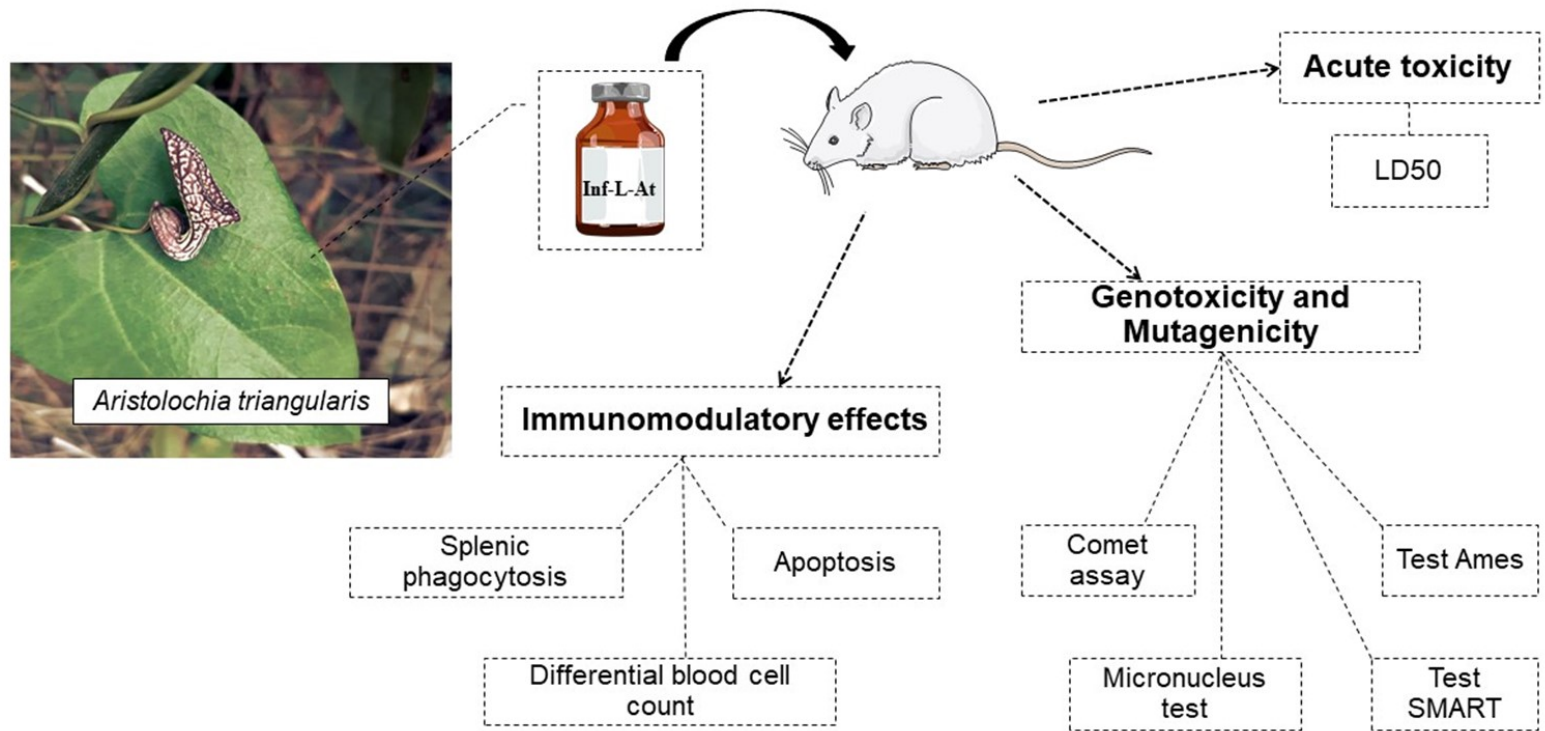 Acute toxicity
LD50
Inf-L-At
Genotoxicity and
Mutagenicity
Aristolochia triangularis
Immunomodulatory effects
Splenic
phagocytosis
Apoptosis
Differential blood cell
count
Comet
assay
Test Ames
Micronucleus
test
Test
SMART